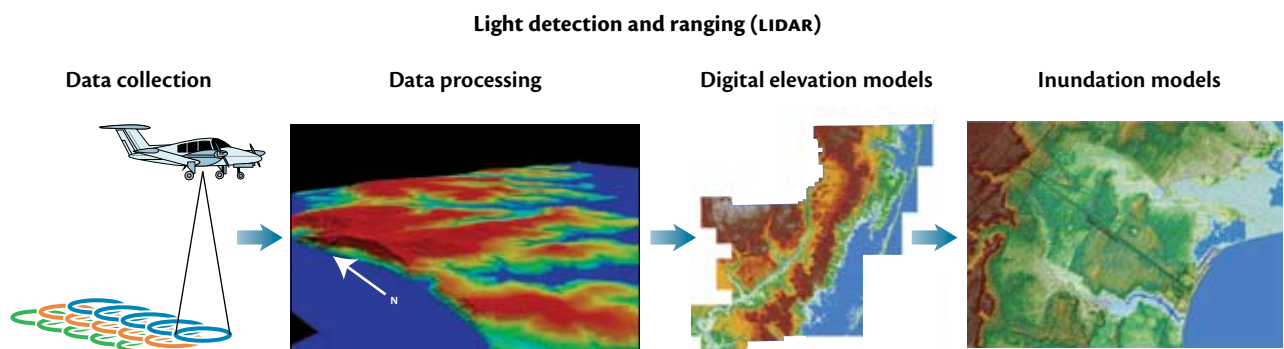 Light detection and ranging (LIDAR)
Data collection
Data processing
Digital elevation models
Inundation models
N